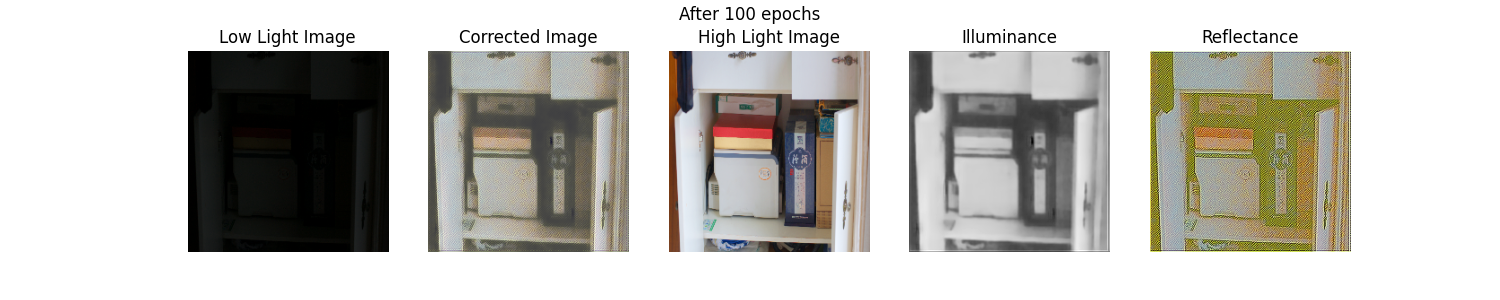 After 100 epochs
Low Light Image
Corrected Image
High Light Image
Illuminance
Reflectance